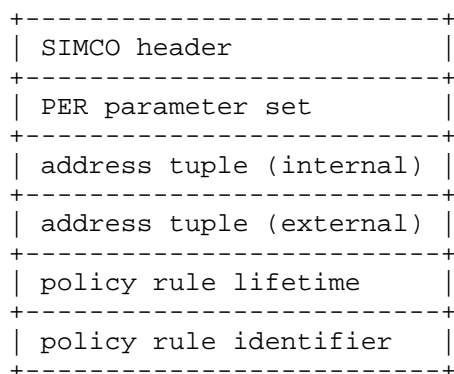 +--------------------------+
| SIMCO header             |
+--------------------------+
| PER parameter set        |
+--------------------------+
| address tuple (internal) |
+--------------------------+
| address tuple (external) |
+--------------------------+
| policy rule lifetime     |
+--------------------------+
| policy rule identifier   |
+--------------------------+